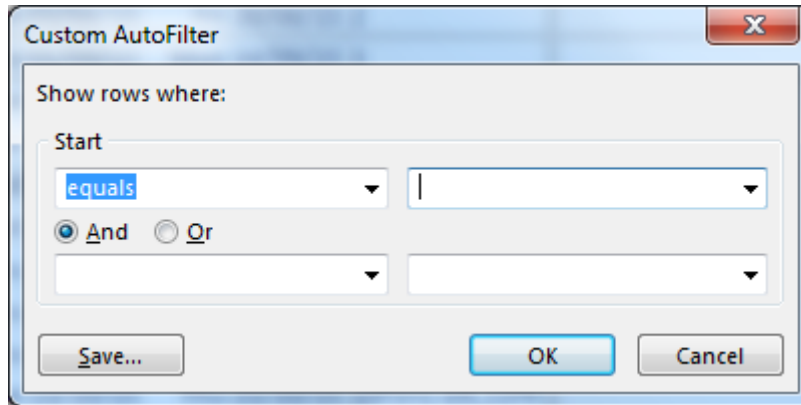 Custom AutoFilter
Show rows where:
Start
equals
And Or
Save... OK Cancel